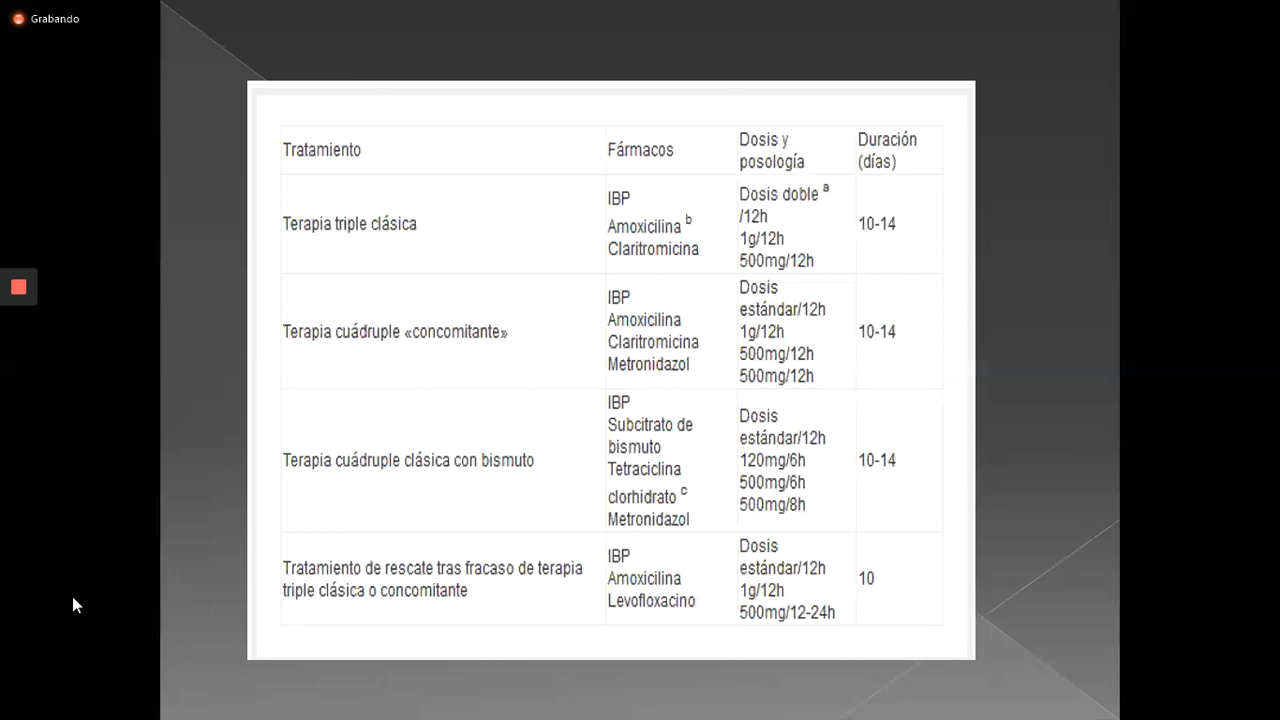 Grabando
Tratamiento
Fármacos
Dosis y
posología
Duración
(días)
Terapia triple clásica
IBP
Amoxicilina b
Claritromicina
Dosis doble a
/12h
1g/12h
500mg/12h
10-14
Terapia cuádruple «concomitante»
IBP
Amoxicilina
Claritromicina
Metronidazol
Dosis
estándar/12h
1g/12h
500mg/12h
500mg/12h
10-14
Terapia cuádruple clásica con bismuto
IBP
Subcitrato de
bismuto
Tetraciclina
clorhidrato c
Metronidazol
Dosis
estándar/12h
120mg/6h
500mg/6h
500mg/8h
10-14
Tratamiento de rescate tras fracaso de terapia
triple clásica o concomitante
IBP
Amoxicilina
Levofloxacino
Dosis
estándar/12h
1g/12h
500mg/12-24h
10